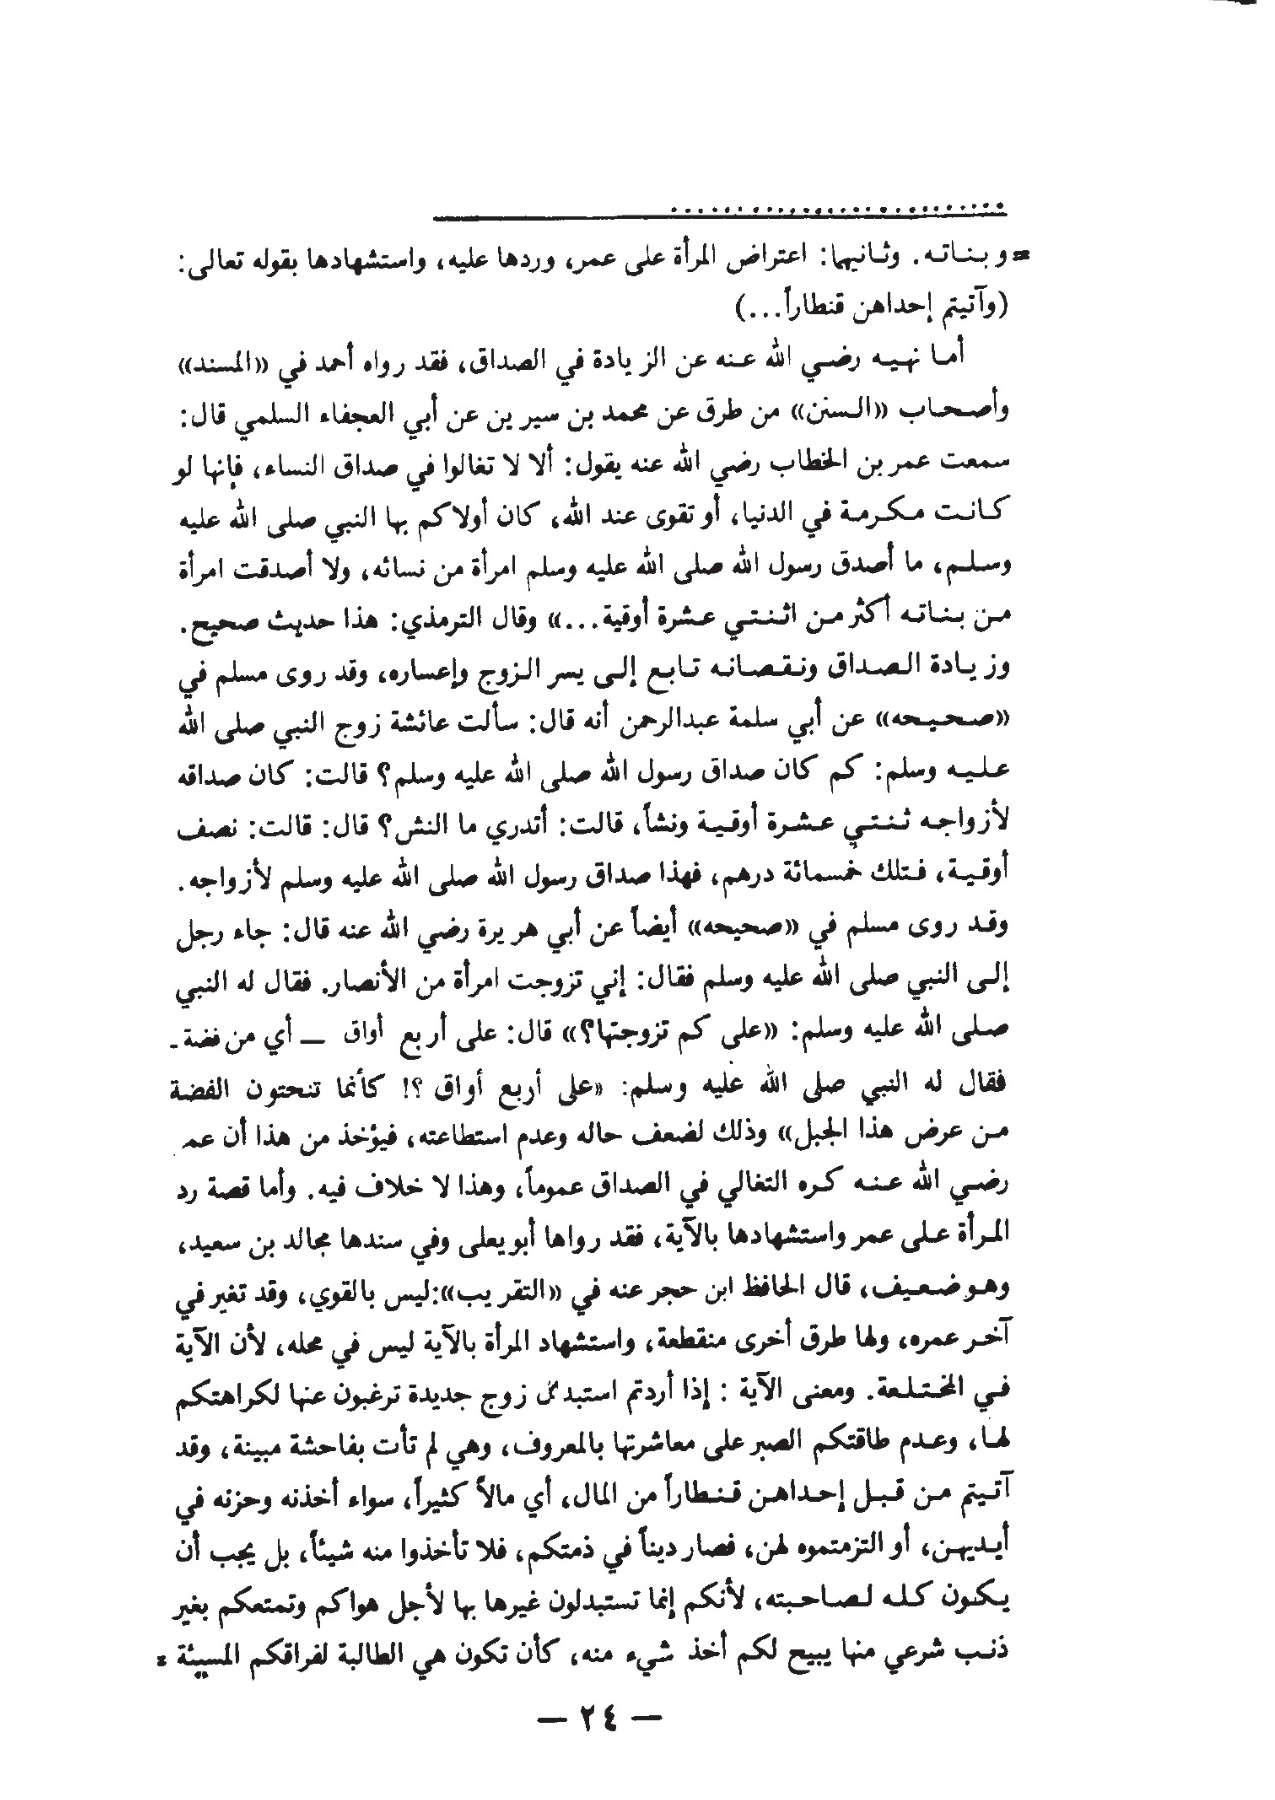 ................................
= وبناته. وثانيهما: اعتراض المرأة على عمر، وردها عليه، واستشهادها بقوله تعالى:
(وآتيتم إحداهن قنطاراً...)
أما نهيه رضي الله عنه عن الزيادة في الصداق، فقد رواه أحمد في «المسند»
وأصحاب «السنن» من طرق عن محمد بن سيرين عن أبي العجفاء السلمي قال:
سمعت عمر بن الخطاب رضي الله عنه يقول: ألا لا تغالوا في صداق النساء، فإنها لو
كانت مكرمة في الدنيا، أو تقوى عند الله، كان أولاكم بها النبي صلى الله عليه
وسلم، ما أصدق رسول الله صلى الله عليه وسلم امرأة من نسائه، ولا أصدقت امرأة
من بناته أكثر من اثنتي عشرة أوقية...» وقال الترمذي: هذا حديث صحيح.
وزيادة الصداق ونقصانه تابع إلى يسر الزوج وإعساره، وقد روى مسلم في
«صحيحه» عن أبي سلمة عبدالرحمن أنه قال: سألت عائشة زوج النبي صلى الله
عليه وسلم: كم كان صداق رسول الله صلى الله عليه وسلم؟ قالت: كان صداقه
لأزواجه ثنتي عشرة أوقية ونشاً، قالت: أتدري ما النش؟ قال: قالت: نصف
أوقية، فتلك خمسمائة درهم، فهذا صداق رسول الله صلى الله عليه وسلم لأزواجه.
وقد روى مسلم في «صحيحه» أيضاً عن أبي هريرة رضي الله عنه قال: جاء رجل
إلى النبي صلى الله عليه وسلم فقال: إني تزوجت امرأة من الأنصار. فقال له النبي
صلى الله عليه وسلم: «على كم تزوجتها؟» قال: على أربع أواق — أي من فضة -
فقال له النبي صلى الله عليه وسلم: «على أربع أواق ؟! كأنما تنحتون الفضة
من عرض هذا الجبل» وذلك لضعف حاله وعدم استطاعته، فيؤخذ من هذا أن عمر
رضي الله عنه كره التغالي في الصداق عموماً، وهذا لا خلاف فيه. وأما قصة رد
المرأة على عمر واستشهادها بالآية، فقد رواها أبو يعلى وفي سندها مجالد بن سعيد،
وهو ضعيف، قال الحافظ ابن حجر عنه في «التقريب»:ليس بالقوي، وقد تغير في
آخر عمره، ولها طرق أخرى منقطعة، واستشهاد المرأة بالآية ليس في محله، لأن الآية
في المختلعة. ومعنى الآية : إذا أردتم استبدال زوج جديدة ترغبون عنها لكراهتكم
لها، وعدم طاقتكم الصبر على معاشرتها بالمعروف، وهي لم تأت بفاحشة مبينة، وقد
آتيتم من قبل إحداهن قنطاراً من المال، أي مالاً كثيراً، سواء أخذنه وحزنه في
أيديهن، أو التزمتموه لهن، فصار ديناً في ذمتكم، فلا تأخذوا منه شيئاً، بل يجب أن
يكون كله لصاحبته، لأنكم إنما تستبدلون غيرها بها لأجل هواكم وتمتعكم بغير
ذنب شرعي منها يبيح لكم أخذ شيء منه، كأن تكون هي الطالبة لفراقكم المسيئة =
— ٢٤ —